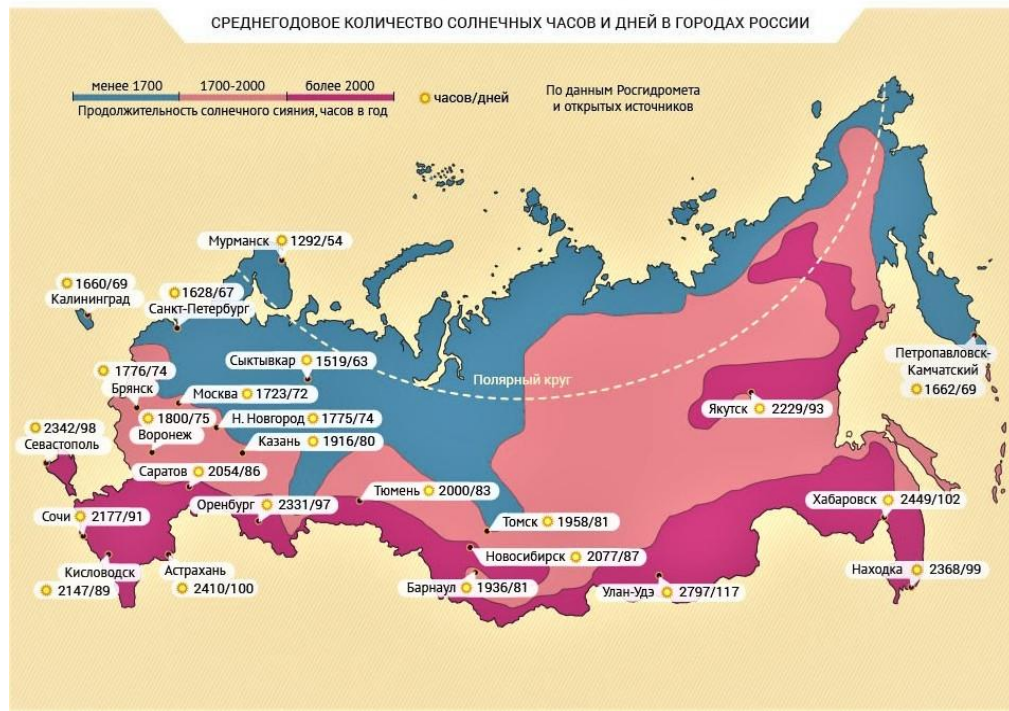 СРЕДНЕГОДОВОЕ КОЛИЧЕСТВО СОЛНЕЧНЫХ ЧАСОВ И ДНЕЙ В ГОРОДАХ РОССИИ
менее 1700 1700-2000 более 2000
Продолжительность солнечного сияния, часов в год
часов/дней
По данным Росгидромета
и открытых источников
Мурманск 1292/54
1660/69
Калининград
1628/67
Санкт-Петербург
Сыктывкар 1519/63
Полярный круг
Петропавловск-
Камчатский
1662/69
1776/74
Брянск
Москва 1723/72
Якутск 2229/93
1800/75
Воронеж
Н. Новгород 1775/74
2342/98
Севастополь
Казань 1916/80
Саратов 2054/86
Тюмень 2000/83
Оренбург 2331/97
Хабаровск 2449/102
Сочи 2177/91
Томск 1958/81
Новосибирск 2077/87
Кисловодск
2147/89
Астрахань
2410/100
Барнаул 1936/81
Улан-Удэ 2797/117
Находка 2368/99